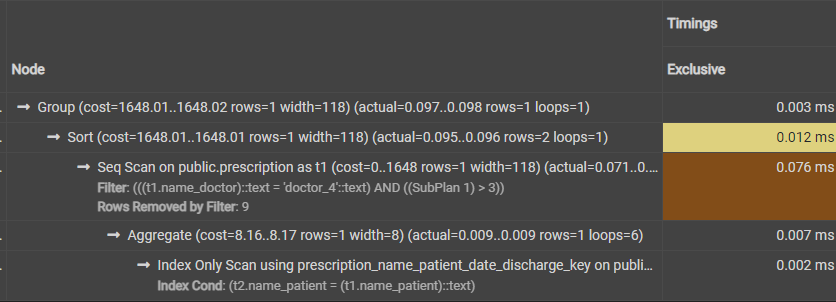 Timings
Node
Exclusive
Group (cost=1648.01..1648.02 rows=1 width=118) (actual=0.097..0.098 rows=1 loops=1)
0.003 ms
Sort (cost=1648.01..1648.01 rows=1 width=118) (actual=0.095..0.096 rows=2 loops=1)
0.012 ms
Seq Scan on public.prescription as t1 (cost=0..1648 rows=1 width=118) (actual=0.071..0....
0.076 ms
Filter: (((t1.name_doctor)::text = 'doctor_4'::text) AND ((SubPlan 1) > 3))
Rows Removed by Filter: 9
Aggregate (cost=8.16..8.17 rows=1 width=8) (actual=0.009..0.009 rows=1 loops=6)
0.007 ms
Index Only Scan using prescription_name_patient_date_discharge_key on publi...
0.002 ms
Index Cond: (t2.name_patient = (t1.name_patient)::text)